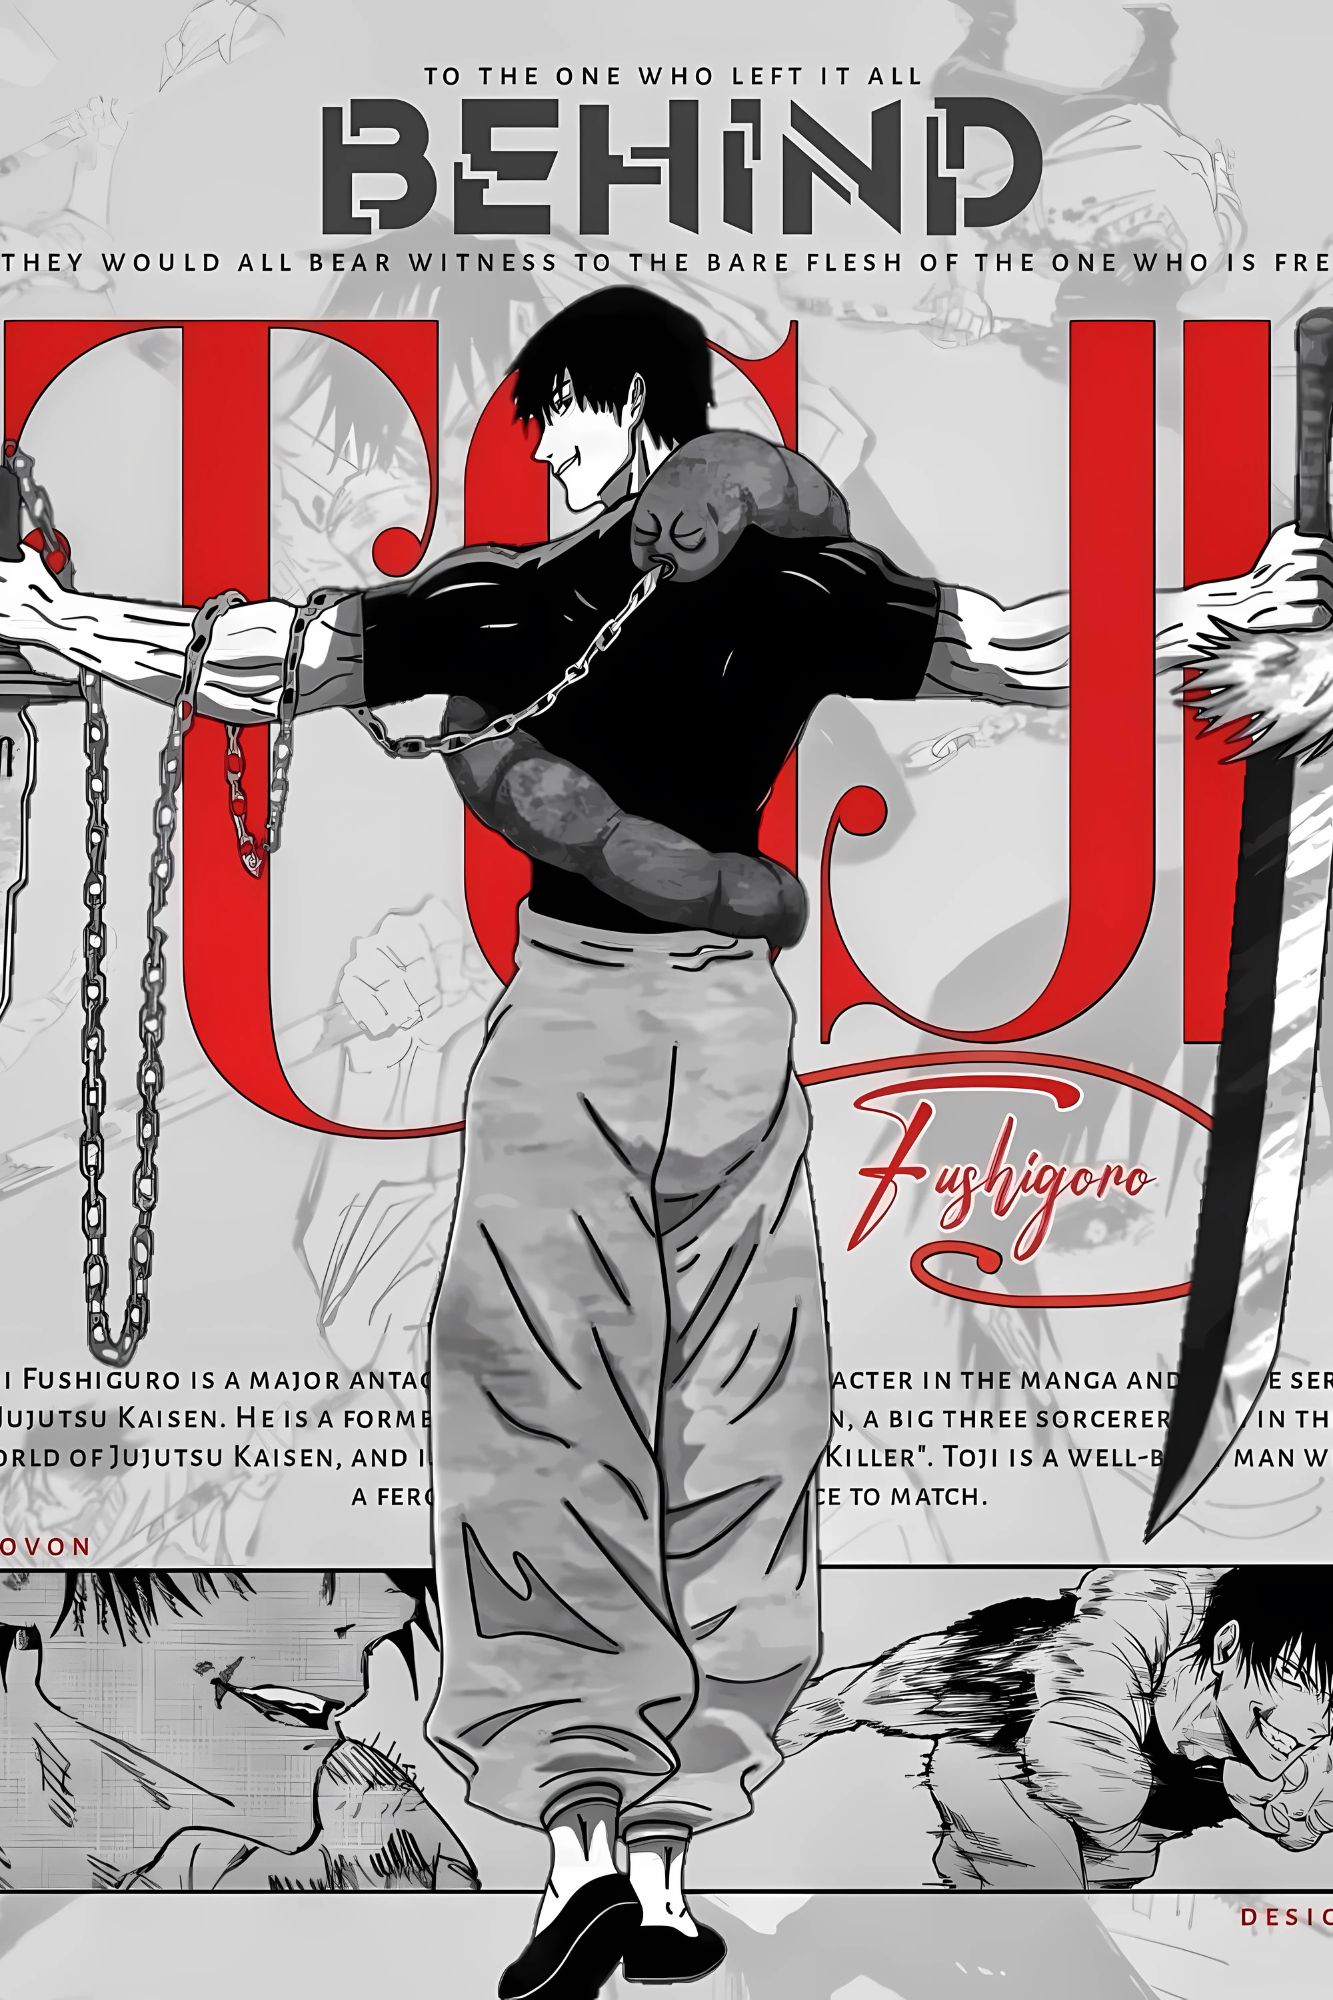 TO THE ONE WHO LEFT IT ALL
BEHIND
THEY WOULD ALL BEAR WITNESS TO THE BARE FLESH OF THE ONE WHO IS FRE
TOJI
Fushigoro
I FUSHIGURO IS A MAJOR ANTAG ACTER IN THE MANGA AND E SER
JUJUTSU KAISEN. HE IS A FORME N, A BIG THREE SORCERER IN TH
ORLD OF JUJUTSU KAISEN, AND I KILLER". TOJI IS A WELL-B MAN W
A FERO CE TO MATCH.
OVON
DESIG